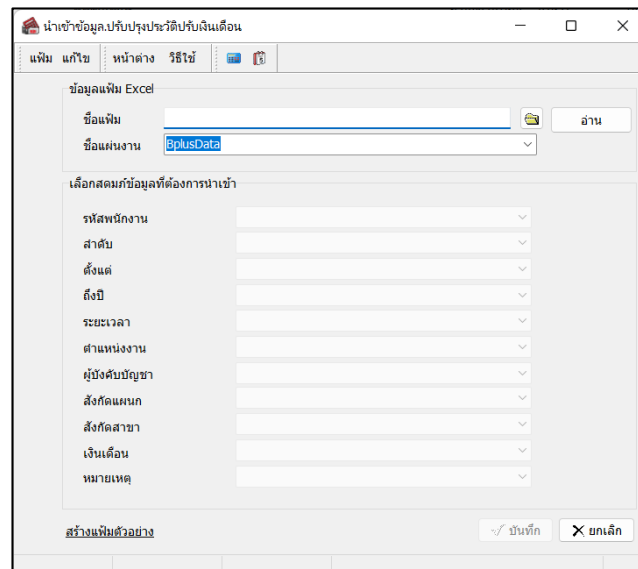 นำเข้าข้อมูล.ปรับปรุงประวัติปรับเงินเดือน
แฟ้ม แก้ไข หน้าต่าง วิธีใช้
ข้อมูลแฟ้ม Excel
ชื่อแฟ้ม อ่าน
ชื่อแผ่นงาน BplusData
เลือกสดมภ์ข้อมูลที่ต้องการนำเข้า
รหัสพนักงาน
ลำดับ
ตั้งแต่
ถึงปี
ระยะเวลา
ตำแหน่งงาน
ผู้บังคับบัญชา
สังกัดแผนก
สังกัดสาขา
เงินเดือน
หมายเหตุ
สร้างแฟ้มตัวอย่าง บันทึก ยกเลิก